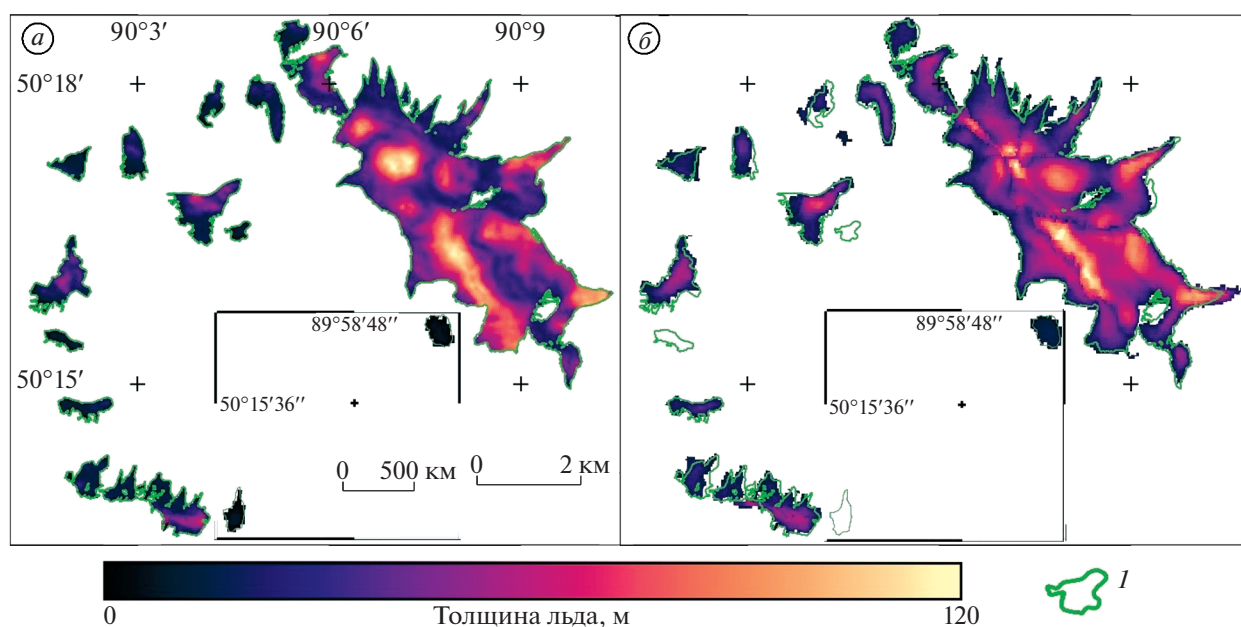 а 90°3′ 90°6′ 90°9 б
50°18′
89°58′48′′ 89°58′48′′
50°15′
50°15′36′′ 50°15′36′′
0 500 км 0 2 км
0 Толщина льда, м 120 1